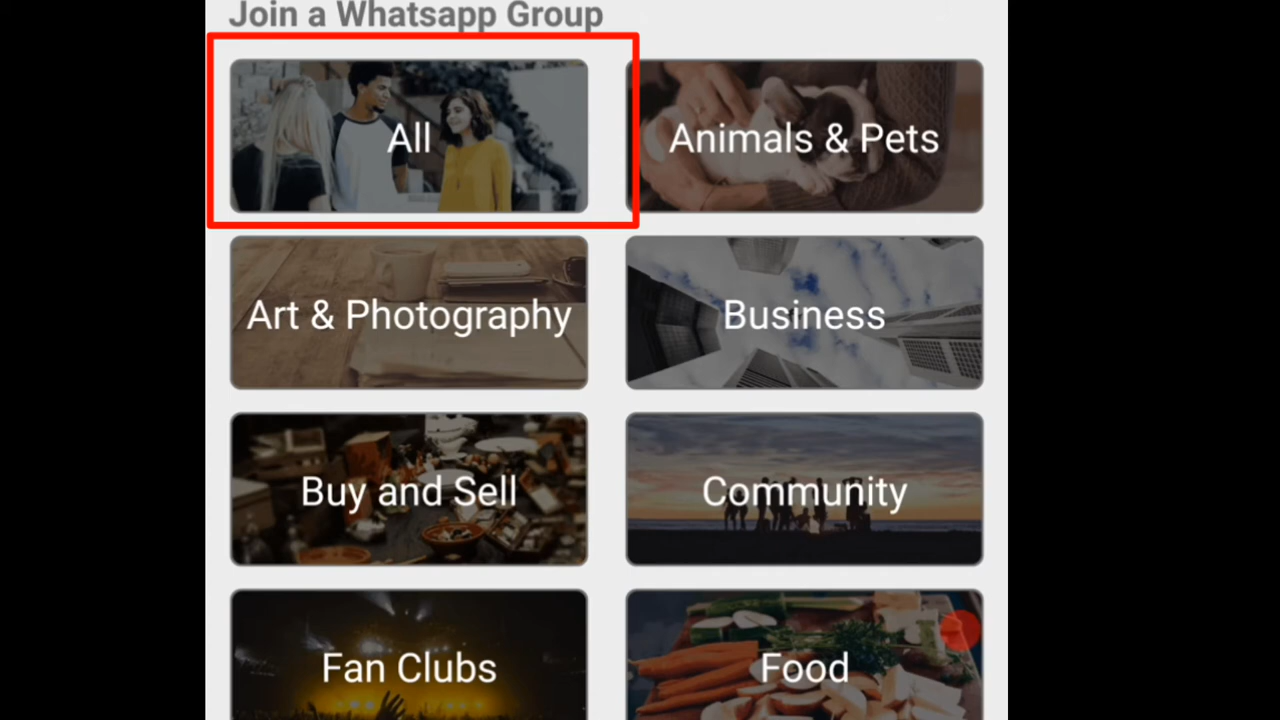 Join a Whatsapp Group
All
Animals & Pets
Art & Photography
Business
Buy and Sell
Community
Fan Clubs
Food